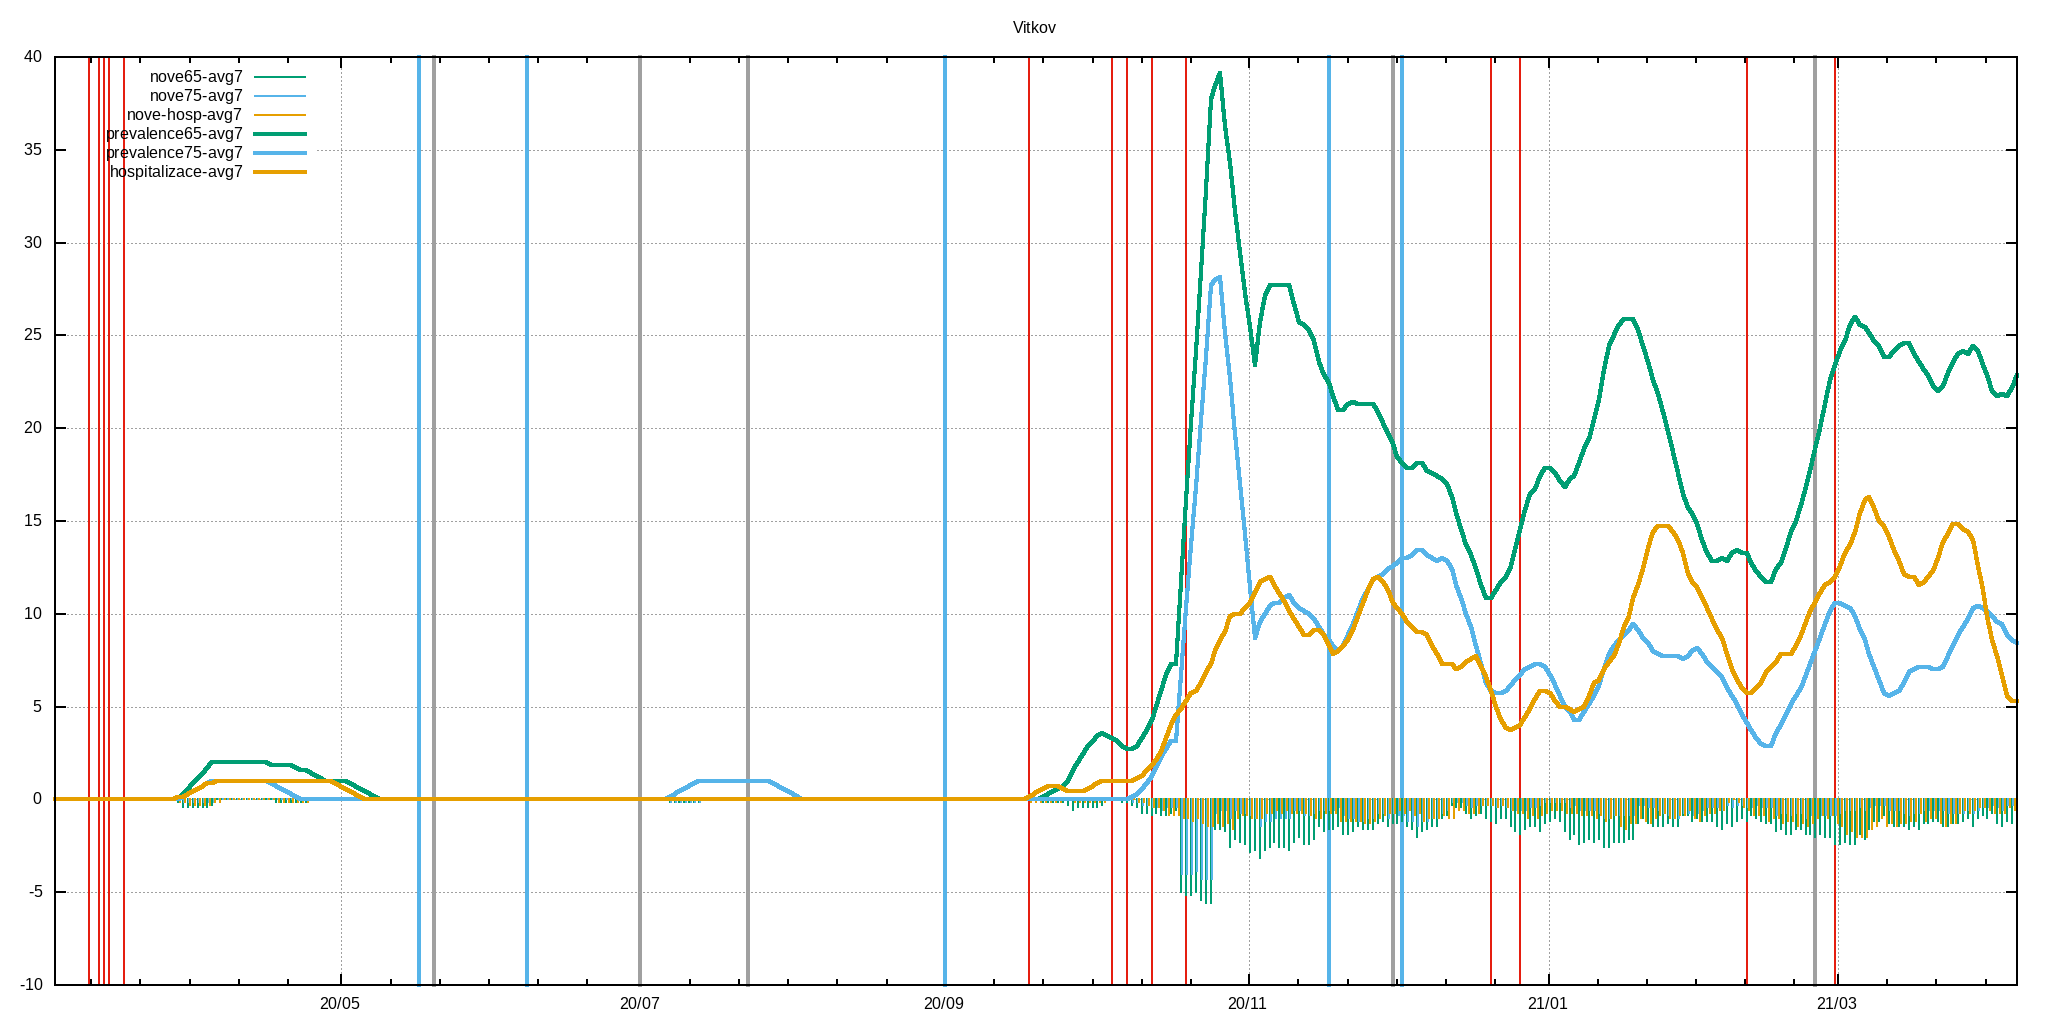 Vitkov
nove65-avg7
nove75-avg7
nove-hosp-avg7
prevalence65-avg7
prevalence75-avg7
hospitalizace-avg7
40
35
30
25
20
15
10
5
0
-5
-10
20/05 20/07 20/09 20/11 21/01 21/03